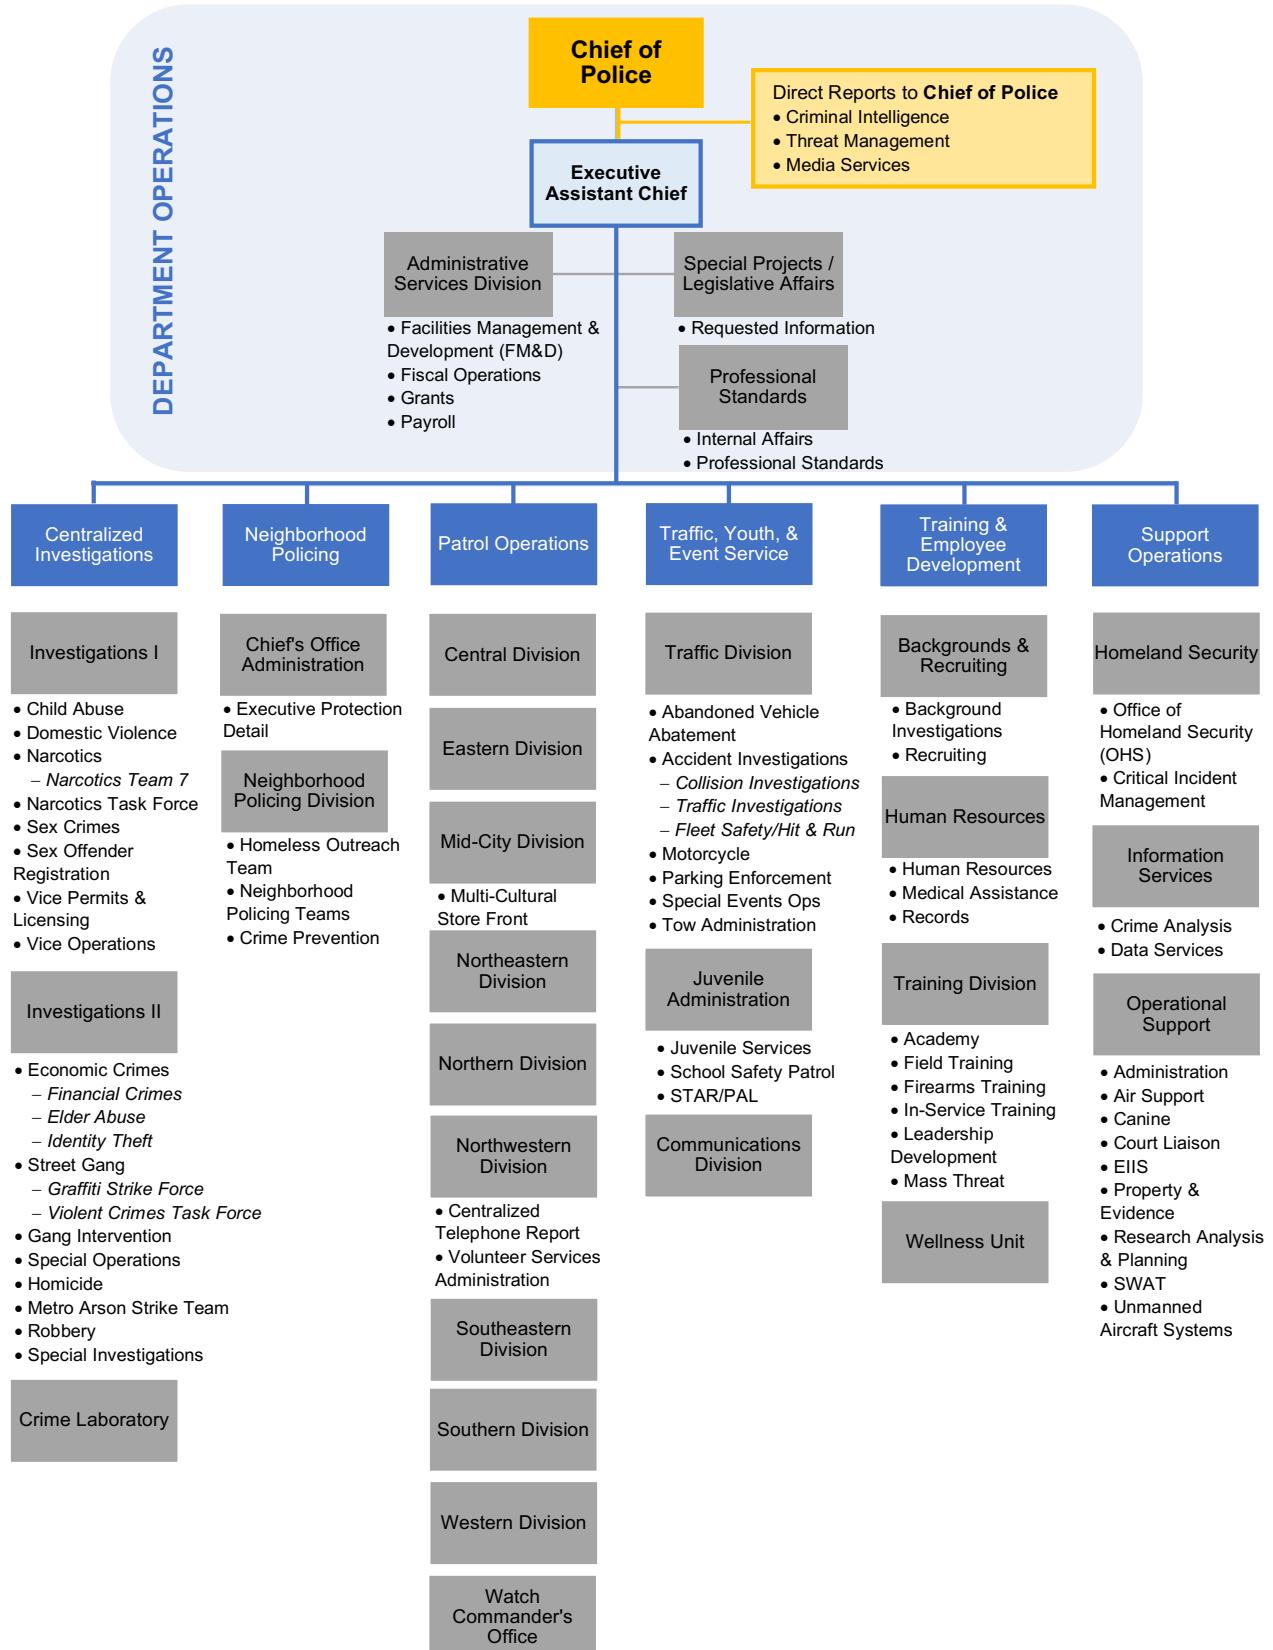 DEPARTMENT OPERATIONS
Chief of
Police
Direct Reports to Chief of Police
• Criminal Intelligence
• Threat Management
• Media Services
Executive
Assistant Chief
Administrative
Services Division
• Facilities Management &
Development (FM&D)
• Fiscal Operations
• Grants
• Payroll
Special Projects /
Legislative Affairs
• Requested Information
Professional
Standards
• Internal Affairs
• Professional Standards
Centralized
Investigations
Investigations I
• Child Abuse
• Domestic Violence
• Narcotics
– Narcotics Team 7
• Narcotics Task Force
• Sex Crimes
• Sex Offender
Registration
• Vice Permits &
Licensing
• Vice Operations
Investigations II
• Economic Crimes
– Financial Crimes
– Elder Abuse
– Identity Theft
• Street Gang
– Graffiti Strike Force
– Violent Crimes Task Force
• Gang Intervention
• Special Operations
• Homicide
• Metro Arson Strike Team
• Robbery
• Special Investigations
Crime Laboratory
Neighborhood
Policing
Chief's Office
Administration
• Executive Protection
Detail
Neighborhood
Policing Division
• Homeless Outreach
Team
• Neighborhood
Policing Teams
• Crime Prevention
Patrol Operations
Central Division
Eastern Division
Mid-City Division
• Multi-Cultural
Store Front
Northeastern
Division
Northern Division
Northwestern
Division
• Centralized
Telephone Report
• Volunteer Services
Administration
Southeastern
Division
Southern Division
Western Division
Watch
Commander's
Office
Traffic, Youth, &
Event Service
Traffic Division
• Abandoned Vehicle
Abatement
• Accident Investigations
– Collision Investigations
– Traffic Investigations
– Fleet Safety/Hit & Run
• Motorcycle
• Parking Enforcement
• Special Events Ops
• Tow Administration
Juvenile
Administration
• Juvenile Services
• School Safety Patrol
• STAR/PAL
Communications
Division
Training &
Employee
Development
Backgrounds &
Recruiting
• Background
Investigations
• Recruiting
Human Resources
• Human Resources
• Medical Assistance
• Records
Training Division
• Academy
• Field Training
• Firearms Training
• In-Service Training
• Leadership
Development
• Mass Threat
Wellness Unit
Support
Operations
Homeland Security
• Office of
Homeland Security
(OHS)
• Critical Incident
Management
Information
Services
• Crime Analysis
• Data Services
Operational
Support
• Administration
• Air Support
• Canine
• Court Liaison
• EIIS
• Property &
Evidence
• Research Analysis
& Planning
• SWAT
• Unmanned
Aircraft Systems